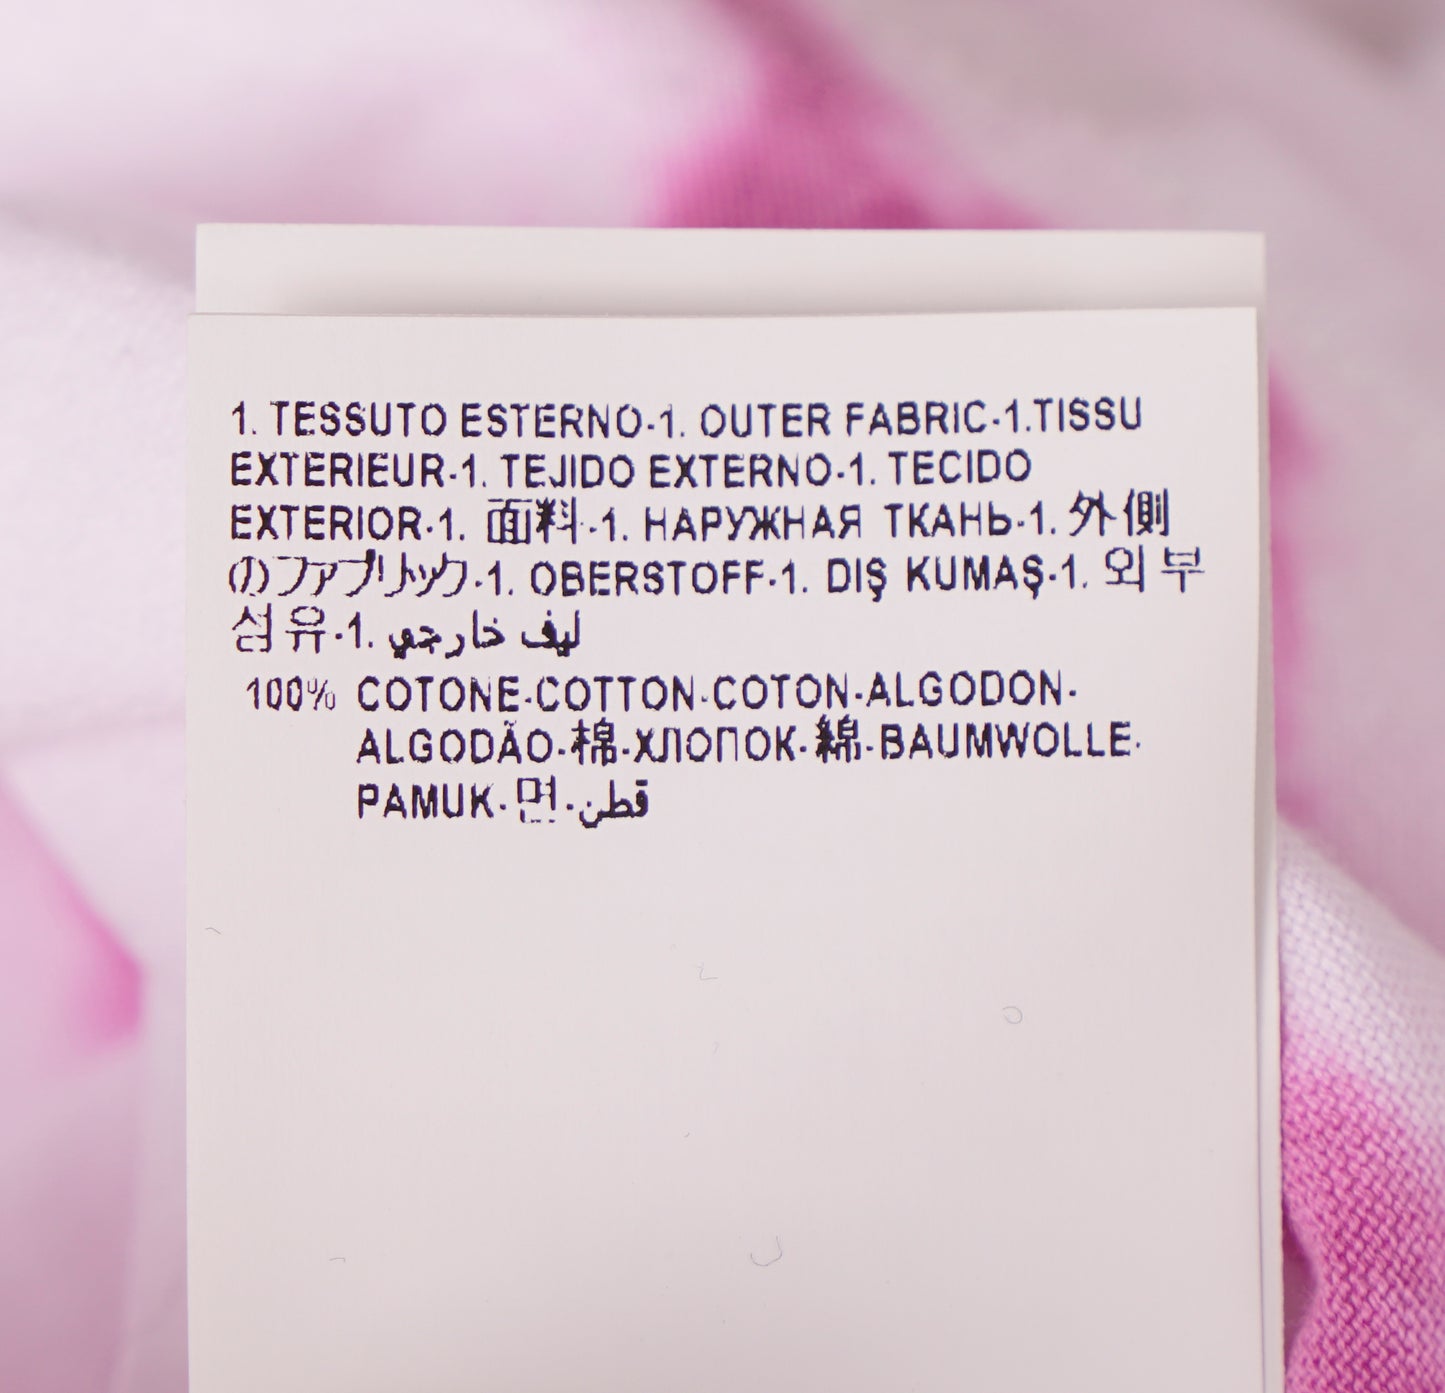 1. TESSUTO ESTERNO-1. OUTER FABRIC-1.TISSU
EXTERIEUR-1. TEJIDO EXTERNO-1. TECIDO
EXTERIOR-1. 面料-1. НАРУЖНАЯ ТКАНЬ-1. 外側
のファブリック-1. OBERSTOFF-1. DIŞ KUMAŞ-1. 외부
섬유-1. ليف خارجي
100% COTONE-COTTON-COTON-ALGODON-
ALGODÃO-棉-ХЛОПОК-綿-BAUMWOLLE-
PAMUK-면-قطن